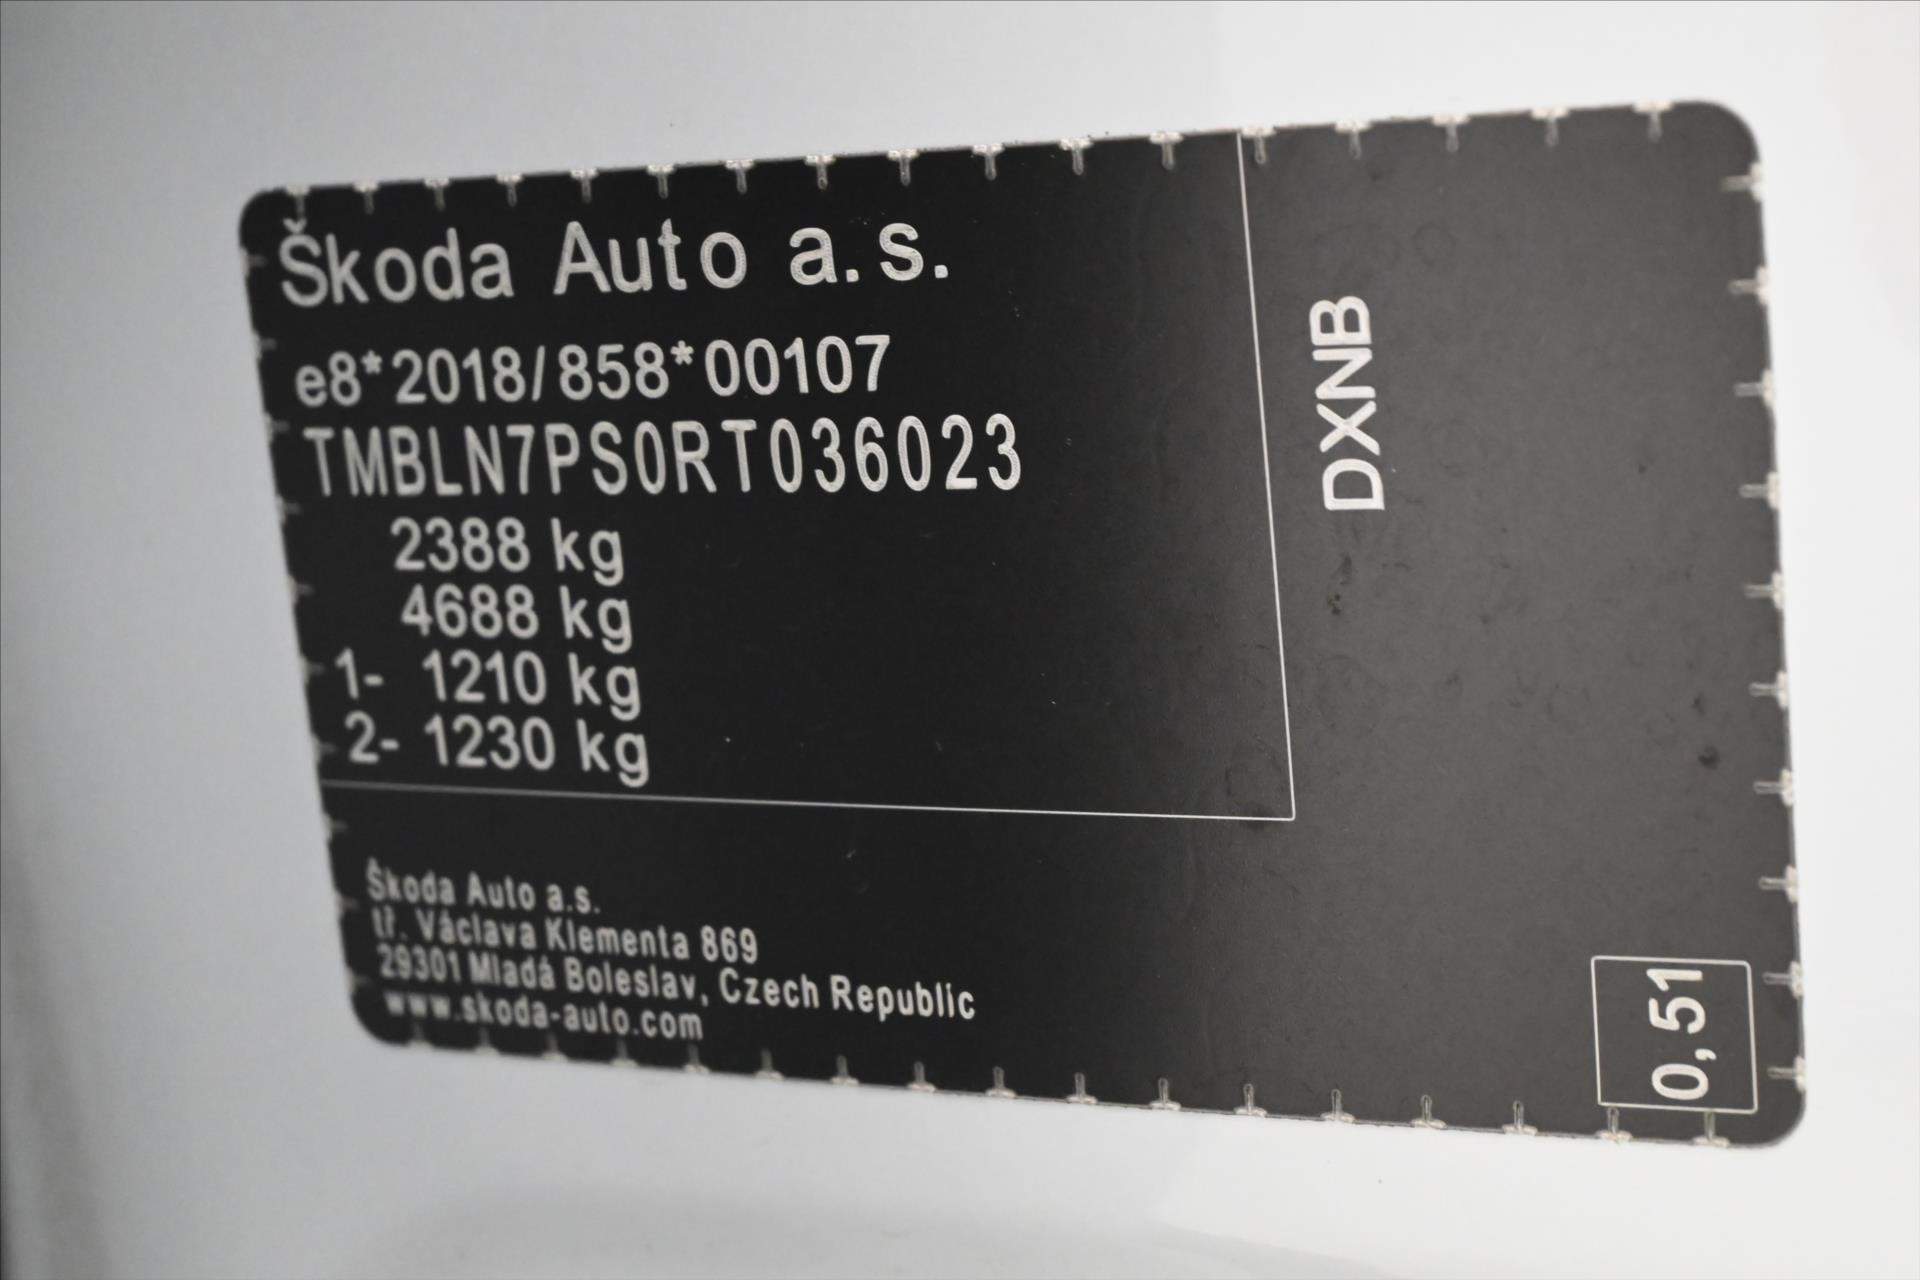 Škoda Auto a.s.
e8*2018/858*00107
TMBLN7PS0RT036023
2388 kg
4688 kg
1- 1210 kg
2- 1230 kg
DXNB
Škoda Auto a.s.
tř. Václava Klementa 869
29301 Mladá Boleslav, Czech Republic
www.skoda-auto.com
0,51